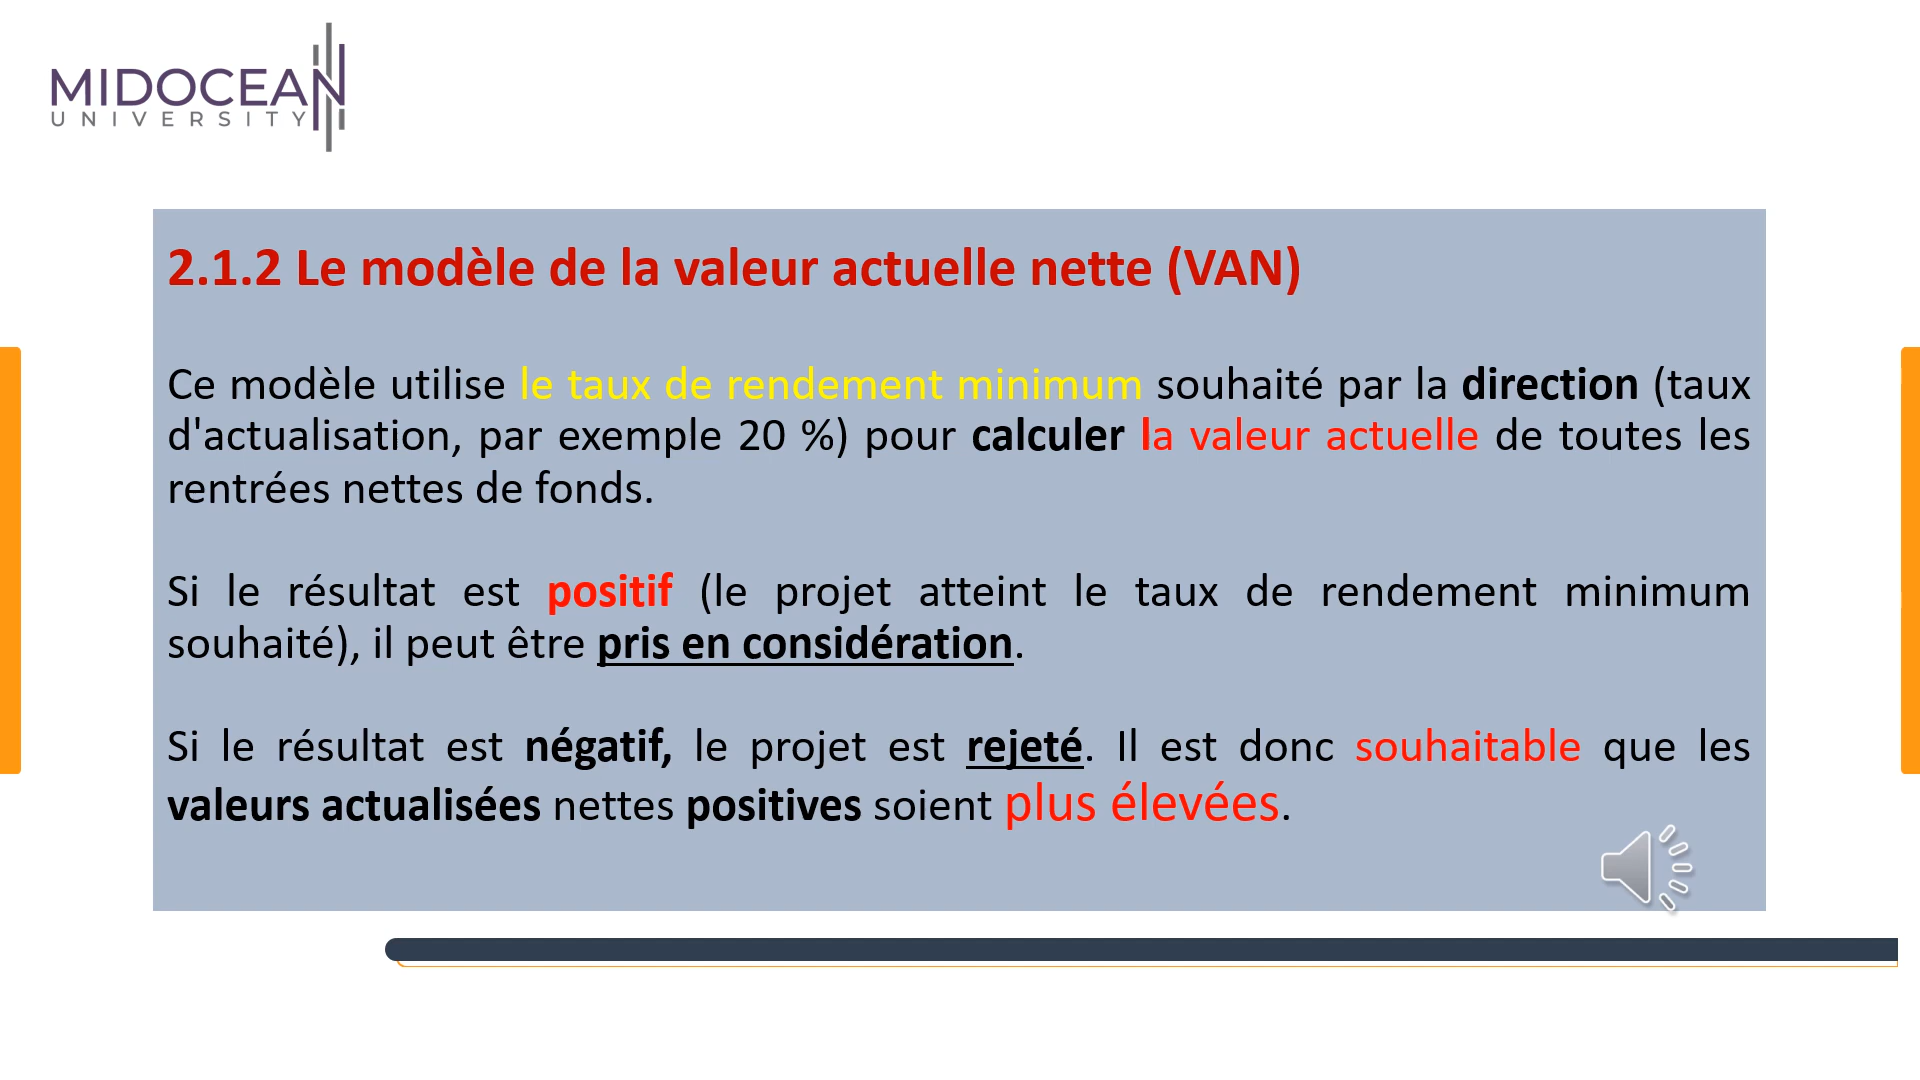 MIDOCEAN
UNIVERSITY
2.1.2 Le modèle de la valeur actuelle nette (VAN)
Ce modèle utilise le taux de rendement minimum souhaité par la direction (taux
d'actualisation, par exemple 20 %) pour calculer la valeur actuelle de toutes les
rentrées nettes de fonds.
Si le résultat est positif (le projet atteint le taux de rendement minimum
souhaité), il peut être pris en considération.
Si le résultat est négatif, le projet est rejeté. Il est donc souhaitable que les
valeurs actualisées nettes positives soient plus élevées.